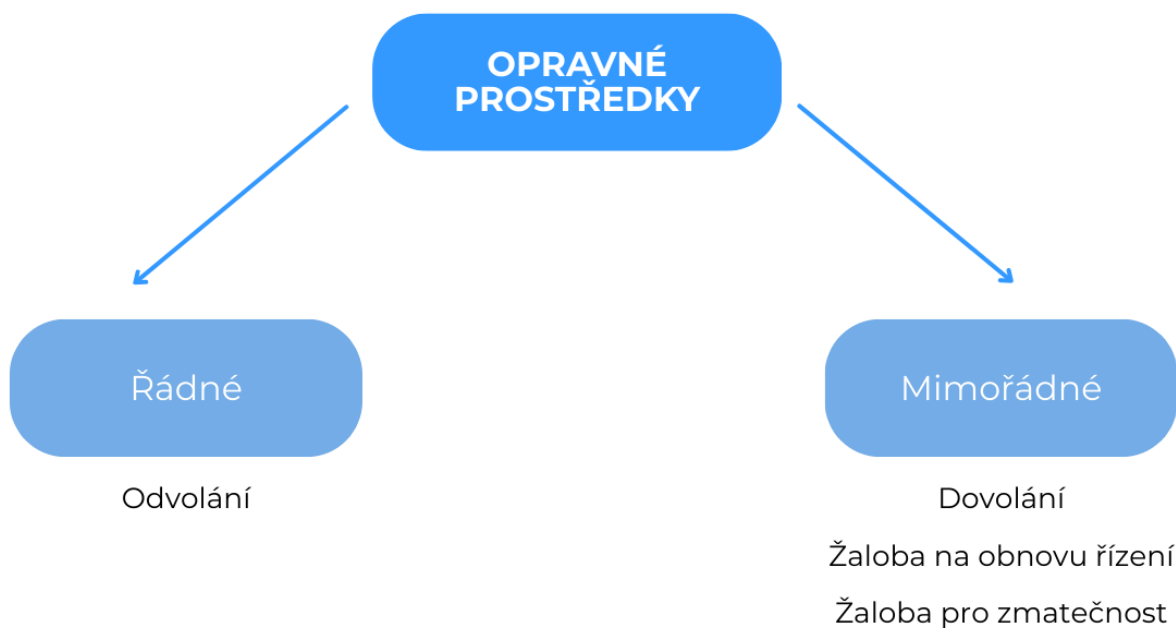 OPRAVNÉ
PROSTŘEDKY
Řádné
Mimořádné
Odvolání
Dovolání
Žaloba na obnovu řízení
Žaloba pro zmatečnost